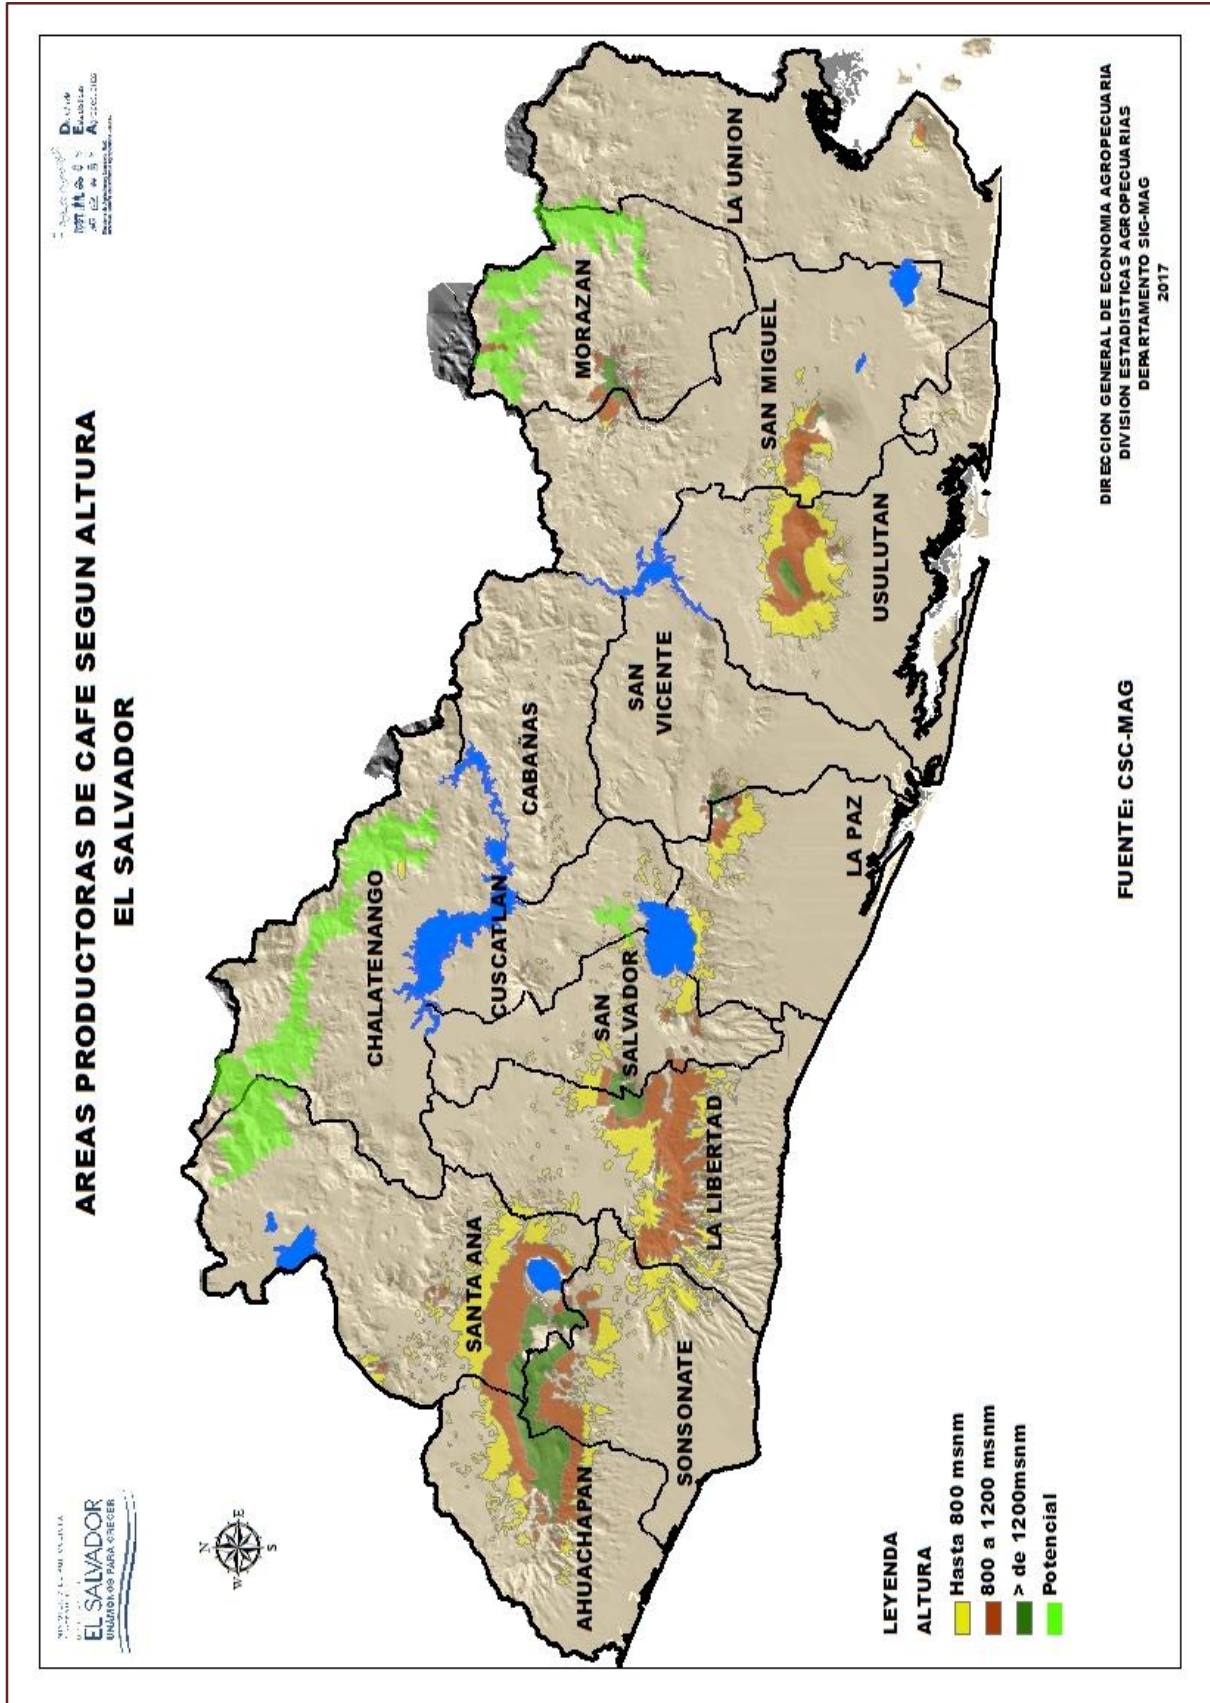 AREAS PRODUCTORAS DE CAFE SEGUN ALTURA
EL SALVADOR
EL SALVADOR
UNÁMONOS PARA CRECER
N
W
E
S
CHALATENANGO
SANTA ANA
CUSCATLAN
CABAÑAS
MORAZAN
AHUACHAPAN
SAN
SALVADOR
SAN
VICENTE
LA UNION
SONSONATE
LA LIBERTAD
SAN MIGUEL
LA PAZ
USULUTAN
LEYENDA
ALTURA
Hasta 800 msnm
800 a 1200 msnm
> de 1200msnm
Potencial
FUENTE: CSC-MAG
DIRECCION GENERAL DE ECONOMIA AGROPECUARIA
DIVISION ESTADISTICAS AGROPECUARIAS
DEPARTAMENTO SIG-MAG
2017